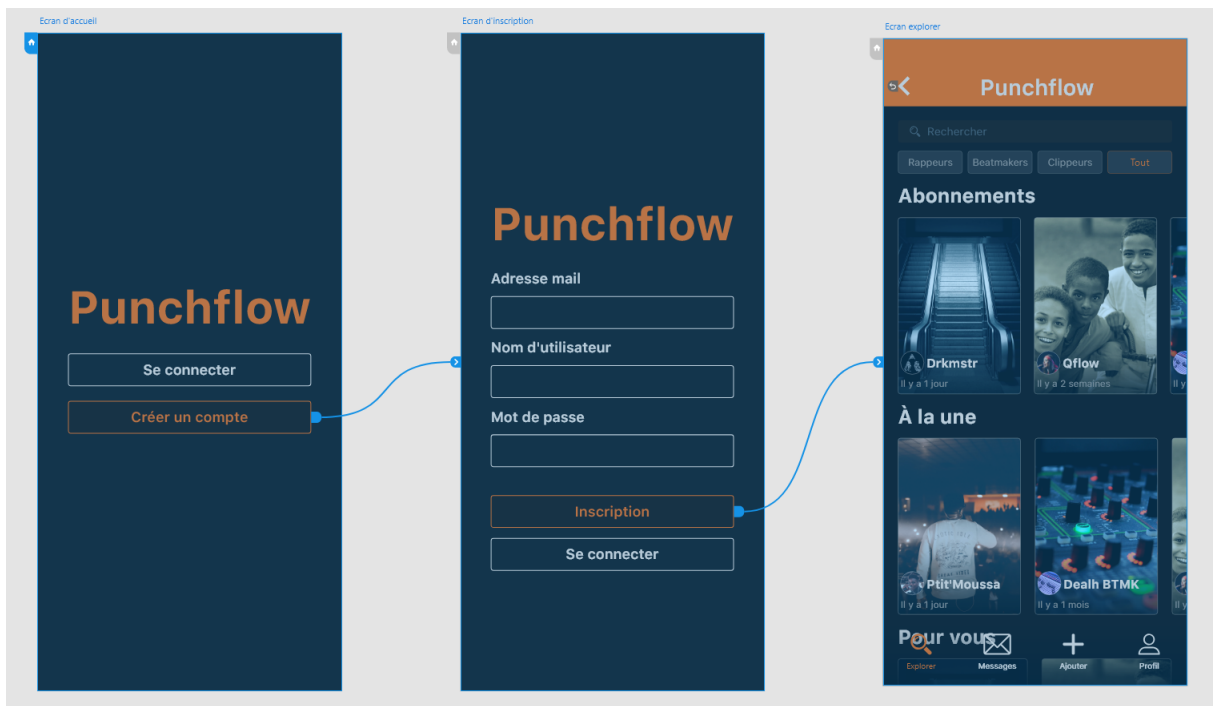 Ecran d'accueil
Punchflow
Se connecter
Créer un compte
Ecran d'inscription
Punchflow
Adresse mail
Nom d'utilisateur
Mot de passe
Inscription
Se connecter
Ecran explorer
Punchflow
Rechercher
Rappeurs Beatmakers Clippeurs Tout
Abonnements
Drkmstr Qflow
Il y a 1 jour Il y a 2 semaines Il y
À la une
Ptit'Moussa Dealh BTMK
Il y a 1 jour Il y a 1 mois Il y
Pour vous
Explorer Messages Ajouter Profil